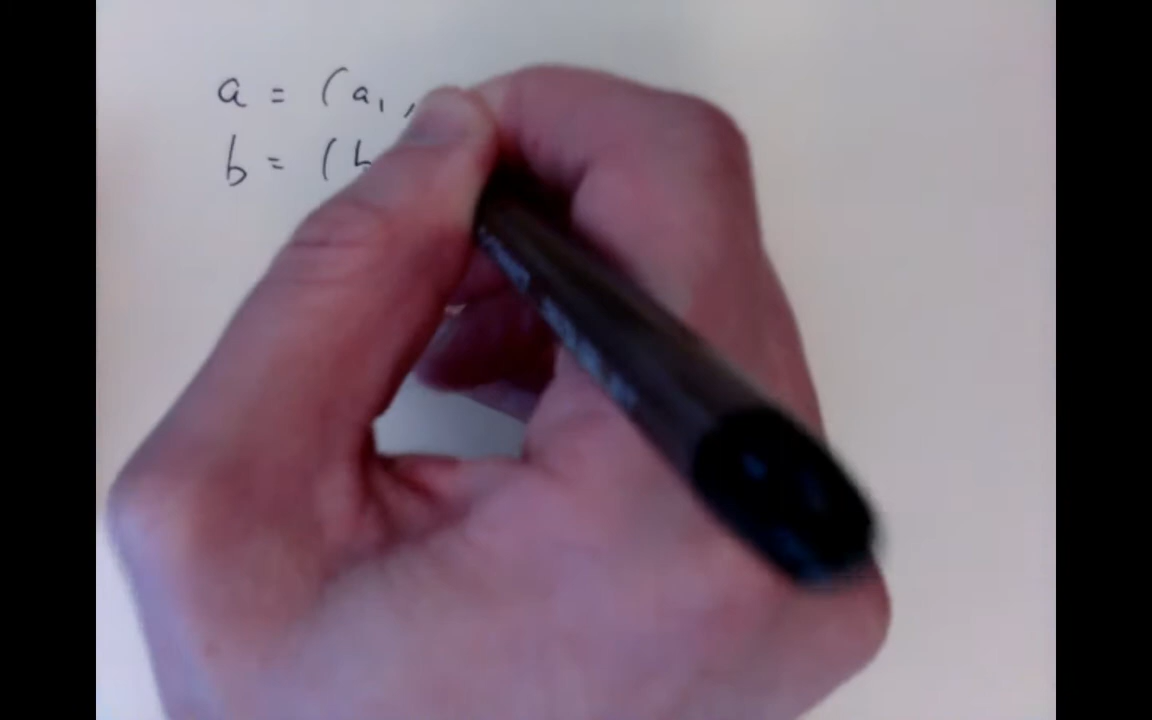 a = ( a₁ ,
b = ( b